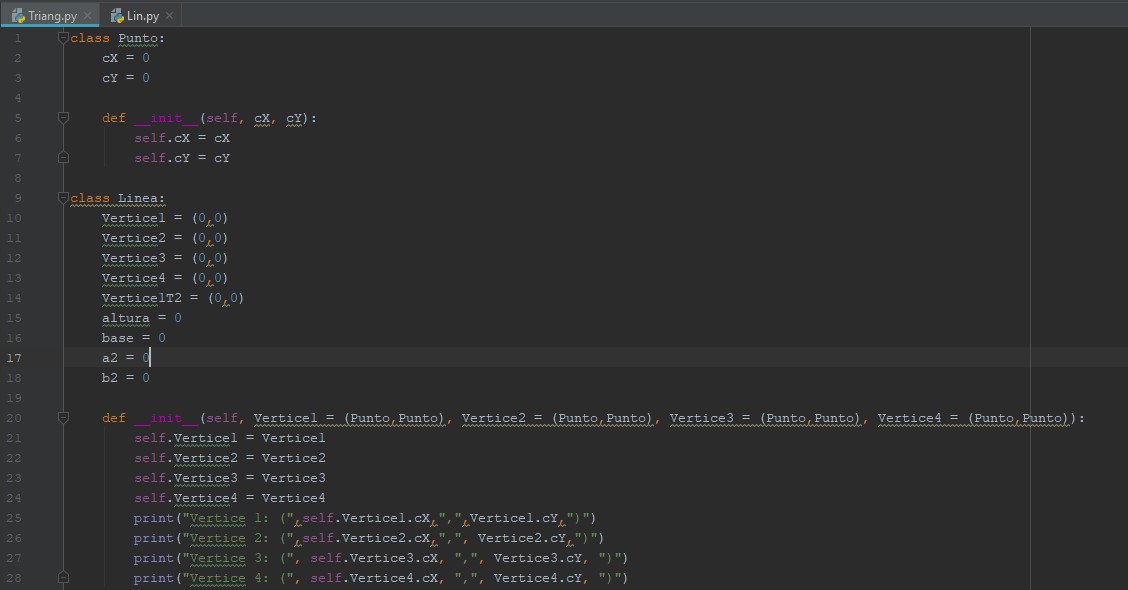 Triang.py × Lin.py ×
1 class Punto:
2     cX = 0
3     cY = 0
4
5     def __init__(self, cX, cY):
6         self.cX = cX
7         self.cY = cY
8
9 class Linea:
10     Vertice1 = (0,0)
11     Vertice2 = (0,0)
12     Vertice3 = (0,0)
13     Vertice4 = (0,0)
14     Vertice1T2 = (0,0)
15     altura = 0
16     base = 0
17     a2 = 0
18     b2 = 0
19
20     def __init__(self, Vertice1 = (Punto,Punto), Vertice2 = (Punto,Punto), Vertice3 = (Punto,Punto), Vertice4 = (Punto,Punto)):
21         self.Vertice1 = Vertice1
22         self.Vertice2 = Vertice2
23         self.Vertice3 = Vertice3
24         self.Vertice4 = Vertice4
25         print("Vertice 1: (",self.Vertice1.cX,",",Vertice1.cY,")")
26         print("Vertice 2: (",self.Vertice2.cX,",", Vertice2.cY,")")
27         print("Vertice 3: (", self.Vertice3.cX, ",", Vertice3.cY, ")")
28         print("Vertice 4: (", self.Vertice4.cX, ",", Vertice4.cY, ")")